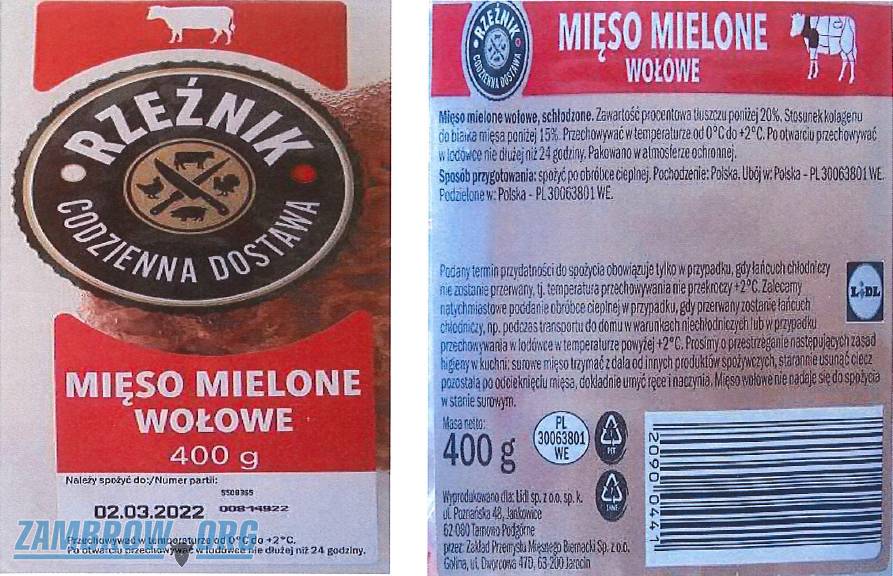 RZEŹNIK
CODZIENNA DOSTAWA
MIĘSO MIELONE
WOŁOWE
400 g
Należy spożyć do:/Numer partii:
5508365
02.03.2022 00814922
ZAMBROW.ORG
Przechowywać w temperaturze od 0°C do +2°C.
Po otwarciu przechowywać w lodówce nie dłużej niż 24 godziny.
RZEŹNIK
CODZIENNA DOSTAWA
MIĘSO MIELONE
WOŁOWE
Mięso mielone wołowe, schłodzone. Zawartość procentowa tłuszczu poniżej 20%. Stosunek kolagenu
do białka mięsa poniżej 15%. Przechowywać w temperaturze od 0°C do +2°C. Po otwarciu przechowywać
w lodówce nie dłużej niż 24 godziny. Pakowano w atmosferze ochronnej.
Sposób przygotowania: spożyć po obróbce cieplnej. Pochodzenie: Polska. Ubój w: Polska - PL 30063801 WE.
Podzielone w: Polska - PL 30063801 WE.
Podany termin przydatności do spożycia obowiązuje tylko w przypadku, gdy łańcuch chłodniczy
nie zostanie przerwany, tj. temperatura przechowywania nie przekroczy +2°C. Zalecamy
natychmiastowe poddanie obróbce cieplnej w przypadku, gdy przerwany zostanie łańcuch
chłodniczy, np. podczas transportu do domu w warunkach niechłodniczych lub w przypadku
przechowywania w lodówce w temperaturze powyżej +2°C. Prosimy o przestrzeganie następujących zasad
higieny w kuchni: surowe mięso trzymać z dala od innych produktów spożywczych, starannie usunąć ciecz
pozostałą po odcieknięciu mięsa, dokładnie umyć ręce i naczynia. Mięso wołowe nie nadaje się do spożycia
w stanie surowym.
LIDL
Masa netto:
400 g
PL
30063801
WE
PET
Wyprodukowano dla: Lidl sp. z o.o. sp. k.
ul. Poznańska 48, Jankowice
62-080 Tarnowo Podgórne
przez: Zakład Przemysłu Mięsnego Biernacki Sp. z o.o.
Golina, ul. Dworcowa 47D, 63-200 Jarocin
2090 0441